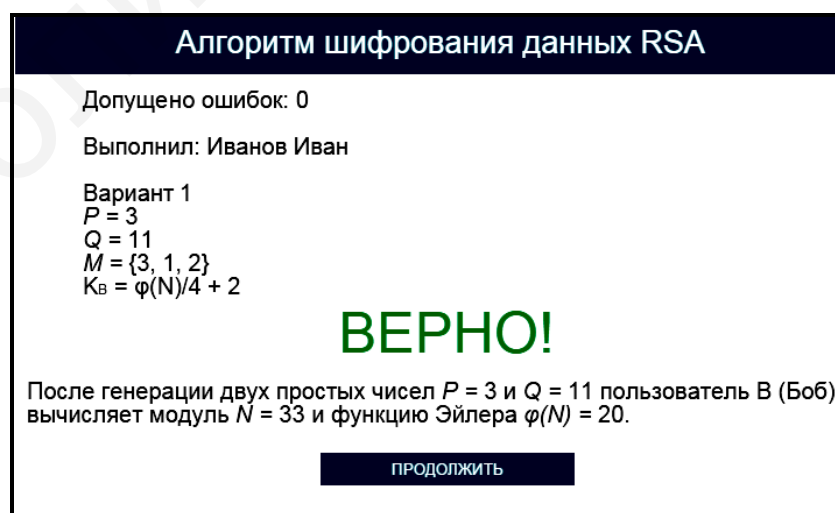 Алгоритм шифрования данных RSA
Допущено ошибок: 0
Выполнил: Иванов Иван
Вариант 1
P = 3
Q = 11
M = {3, 1, 2}
Kв = φ(N)/4 + 2
ВЕРНО!
После генерации двух простых чисел P = 3 и Q = 11 пользователь В (Боб)
вычисляет модуль N = 33 и функцию Эйлера φ(N) = 20.
ПРОДОЛЖИТЬ